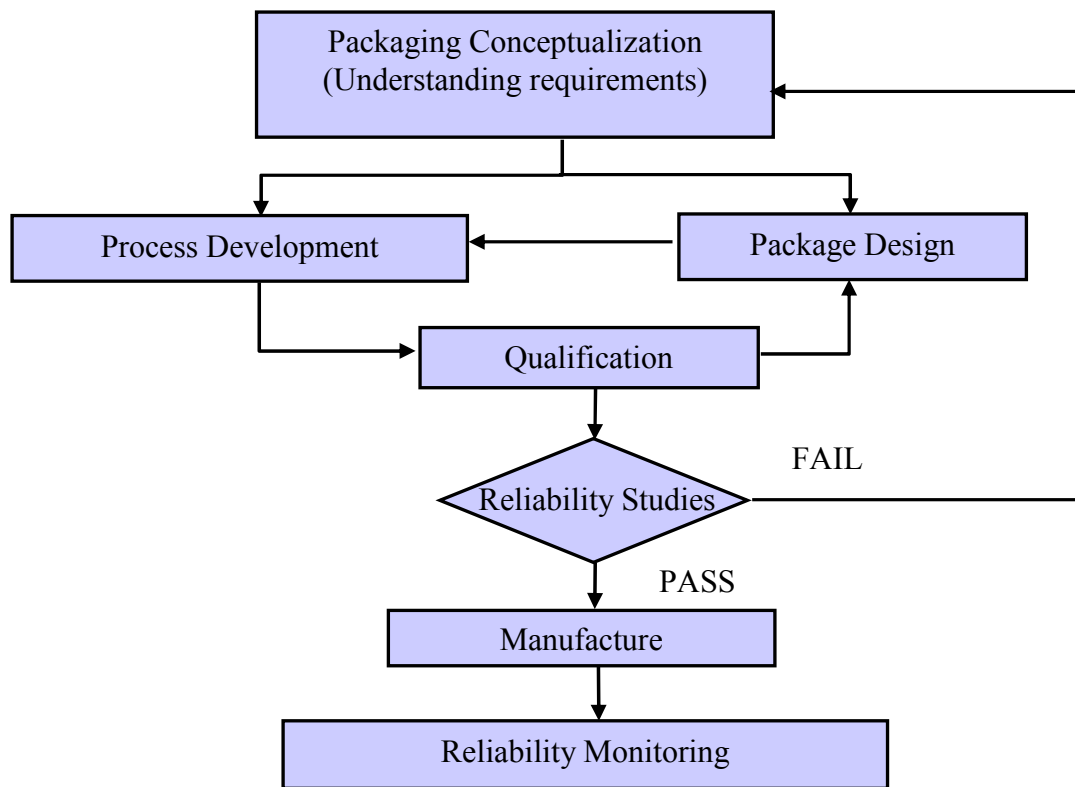 Packaging Conceptualization
(Understanding requirements)
Process Development
Package Design
Qualification
FAIL
Reliability Studies
PASS
Manufacture
Reliability Monitoring